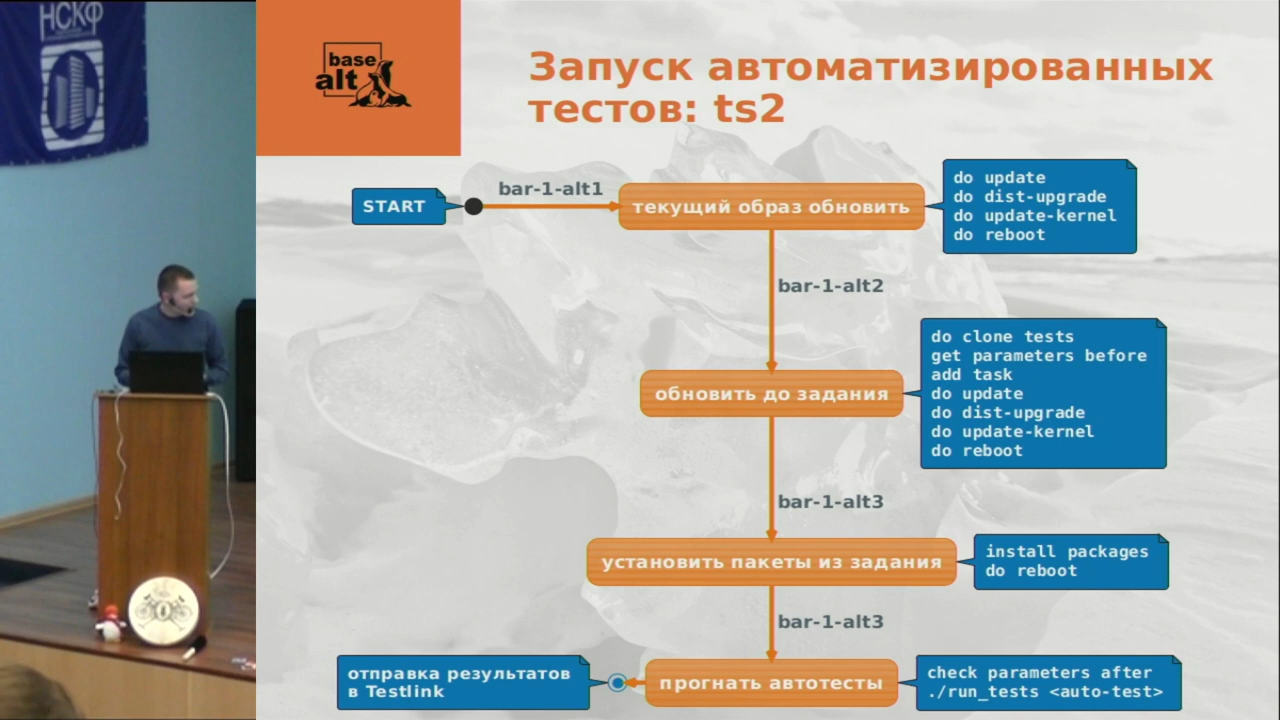 НСКФ
base
alt
Запуск автоматизированных
тестов: ts2
START
bar-1-alt1
текущий образ обновить
do update
do dist-upgrade
do update-kernel
do reboot
bar-1-alt2
обновить до задания
do clone tests
get parameters before
add task
do update
do dist-upgrade
do update-kernel
do reboot
bar-1-alt3
установить пакеты из задания
install packages
do reboot
bar-1-alt3
прогнать автотесты
check parameters after
./run_tests <auto-test>
отправка результатов
в Testlink